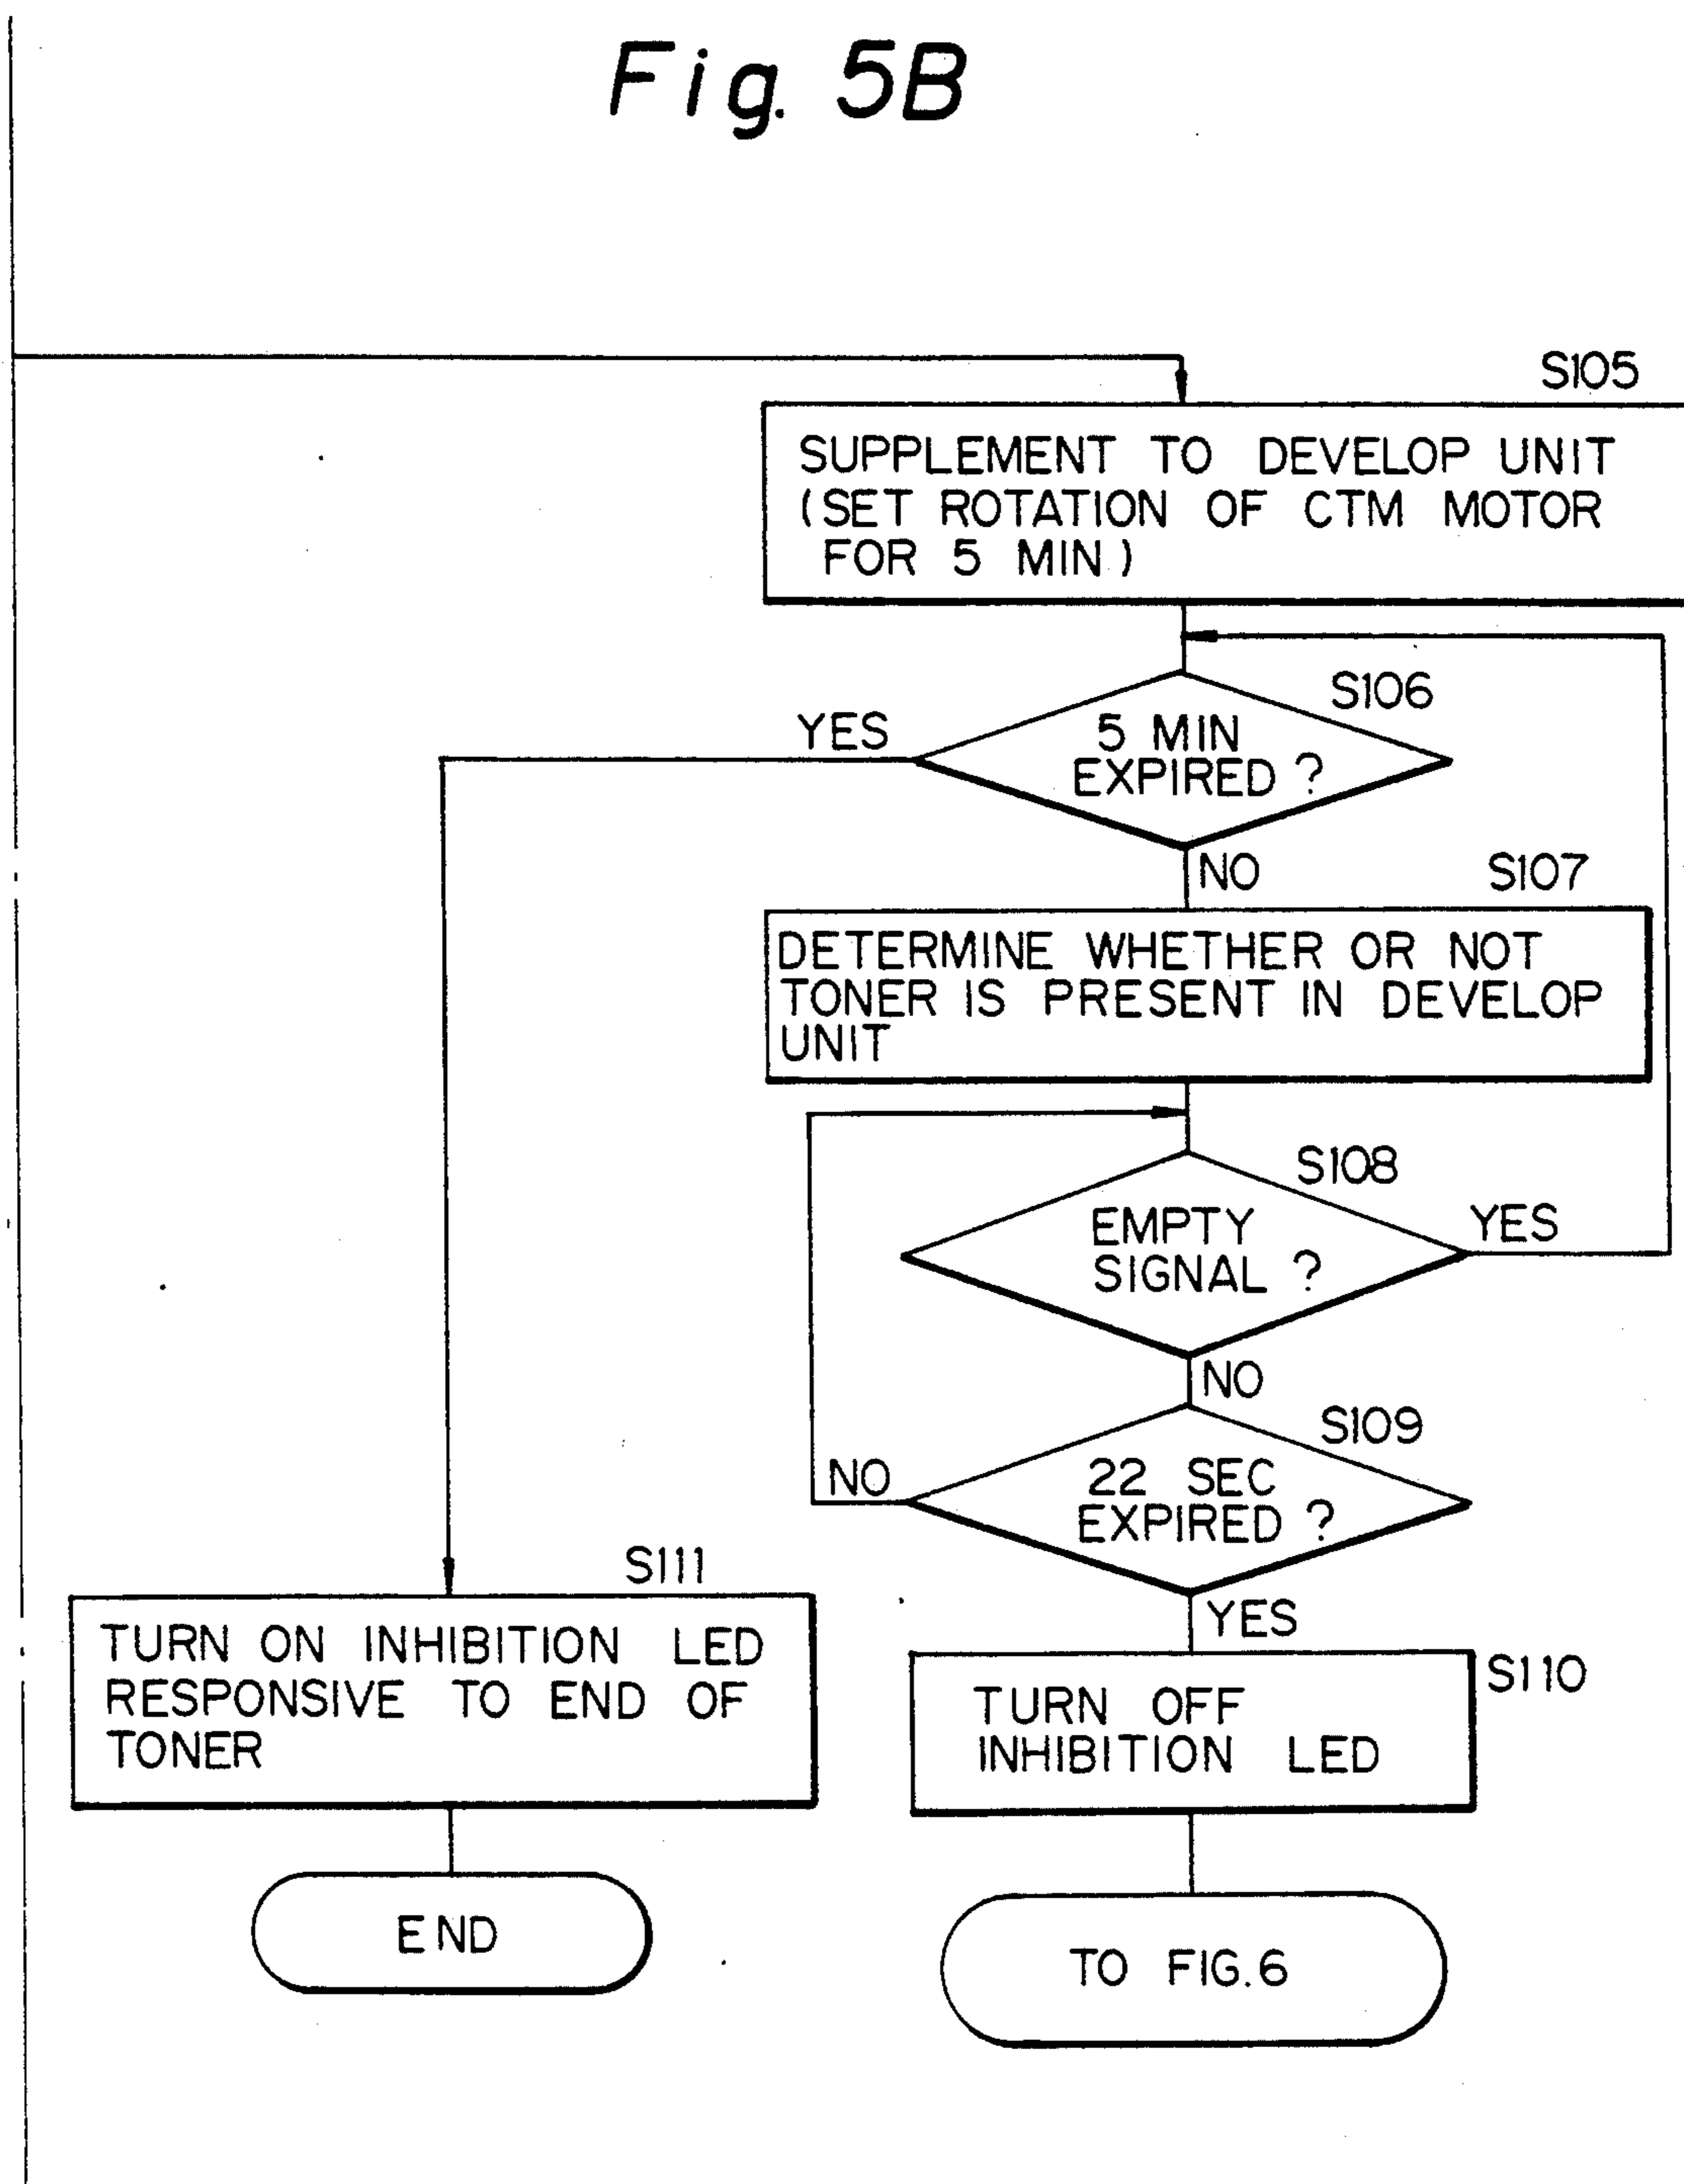 Fig. 5B
S105
SUPPLEMENT TO DEVELOP UNIT
(SET ROTATION OF CTM MOTOR
FOR 5 MIN)
S106
YES
5 MIN
EXPIRED ?
NO
S107
DETERMINE WHETHER OR NOT
TONER IS PRESENT IN DEVELOP
UNIT
S108
EMPTY
SIGNAL ?
YES
NO
S109
NO
22 SEC
EXPIRED ?
YES
S111
TURN ON INHIBITION LED
RESPONSIVE TO END OF
TONER
S110
TURN OFF
INHIBITION LED
END
TO FIG.6